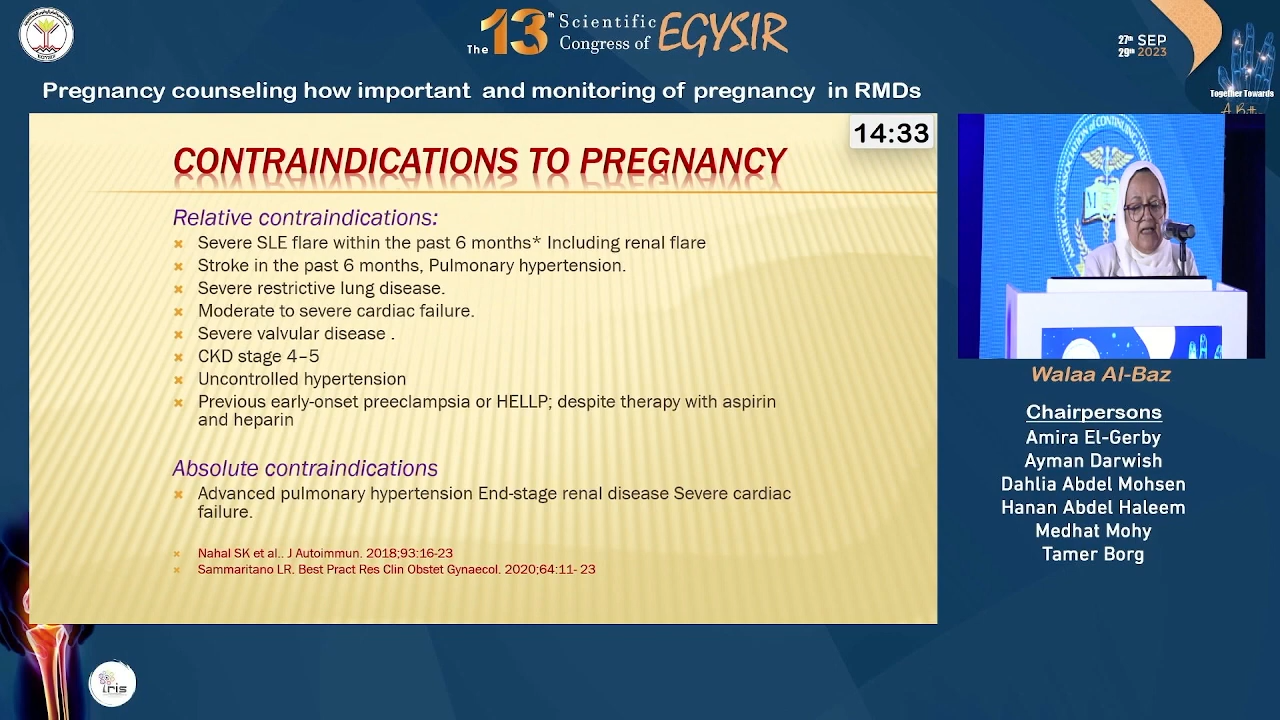 The 13th Scientific Congress of EGYSIR
27th SEP
29th 2023
Together Towards
Pregnancy counseling how important and monitoring of pregnancy in RMDs
14:33
CONTRAINDICATIONS TO PREGNANCY
Relative contraindications:
Severe SLE flare within the past 6 months* Including renal flare
Stroke in the past 6 months, Pulmonary hypertension.
Severe restrictive lung disease.
Moderate to severe cardiac failure.
Severe valvular disease .
CKD stage 4–5
Uncontrolled hypertension
Previous early-onset preeclampsia or HELLP; despite therapy with aspirin
and heparin
Absolute contraindications
Advanced pulmonary hypertension End-stage renal disease Severe cardiac
failure.
Nahal SK et al.. J Autoimmun. 2018;93:16-23
Sammaritano LR. Best Pract Res Clin Obstet Gynaecol. 2020;64:11- 23
Walaa Al-Baz
Chairpersons
Amira El-Gerby
Ayman Darwish
Dahlia Abdel Mohsen
Hanan Abdel Haleem
Medhat Mohy
Tamer Borg
iris